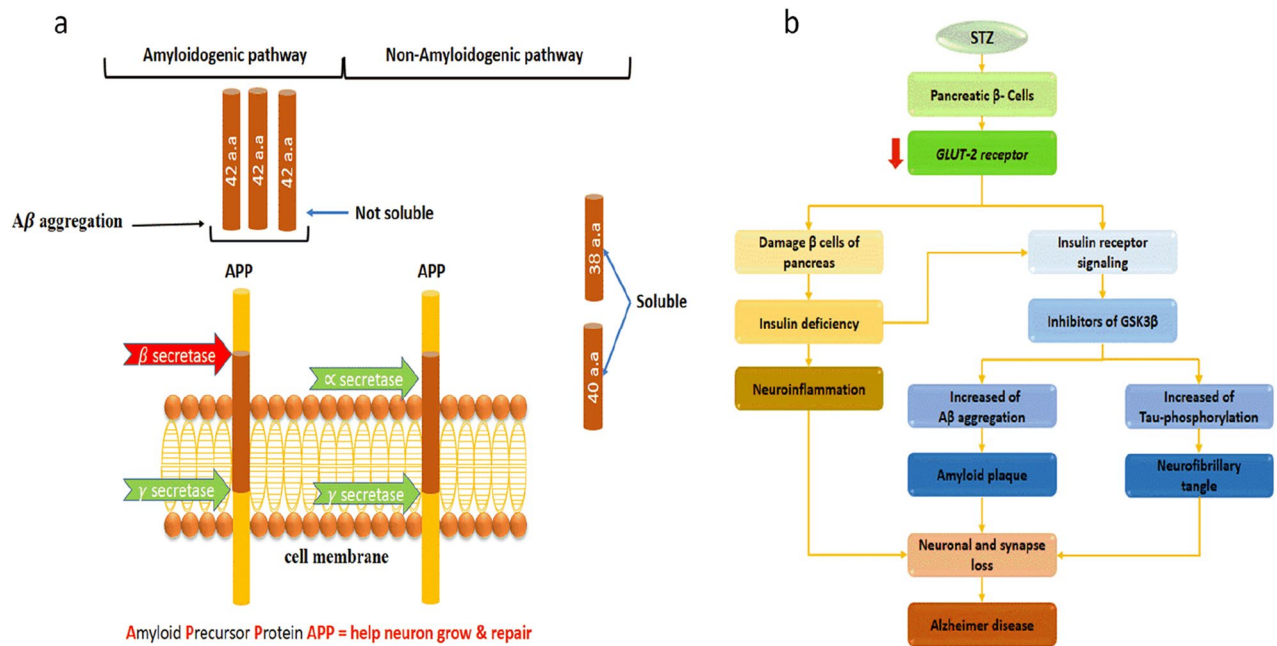 a
Amyloidogenic pathway
Non-Amyloidogenic pathway
42 a.a
42 a.a
42 a.a
Aβ aggregation
Not soluble
38 a.a
Soluble
40 a.a
APP
APP
β secretase
∝ secretase
γ secretase
γ secretase
cell membrane
Amyloid Precursor Protein APP = help neuron grow & repair
b
STZ
Pancreatic β- Cells
GLUT-2 receptor
Damage β cells of
pancreas
Insulin receptor
signaling
Insulin deficiency
Inhibitors of GSK3β
Neuroinflammation
Increased of
Aβ aggregation
Increased of
Tau-phosphorylation
Amyloid plaque
Neurofibrillary
tangle
Neuronal and synapse
loss
Alzheimer disease